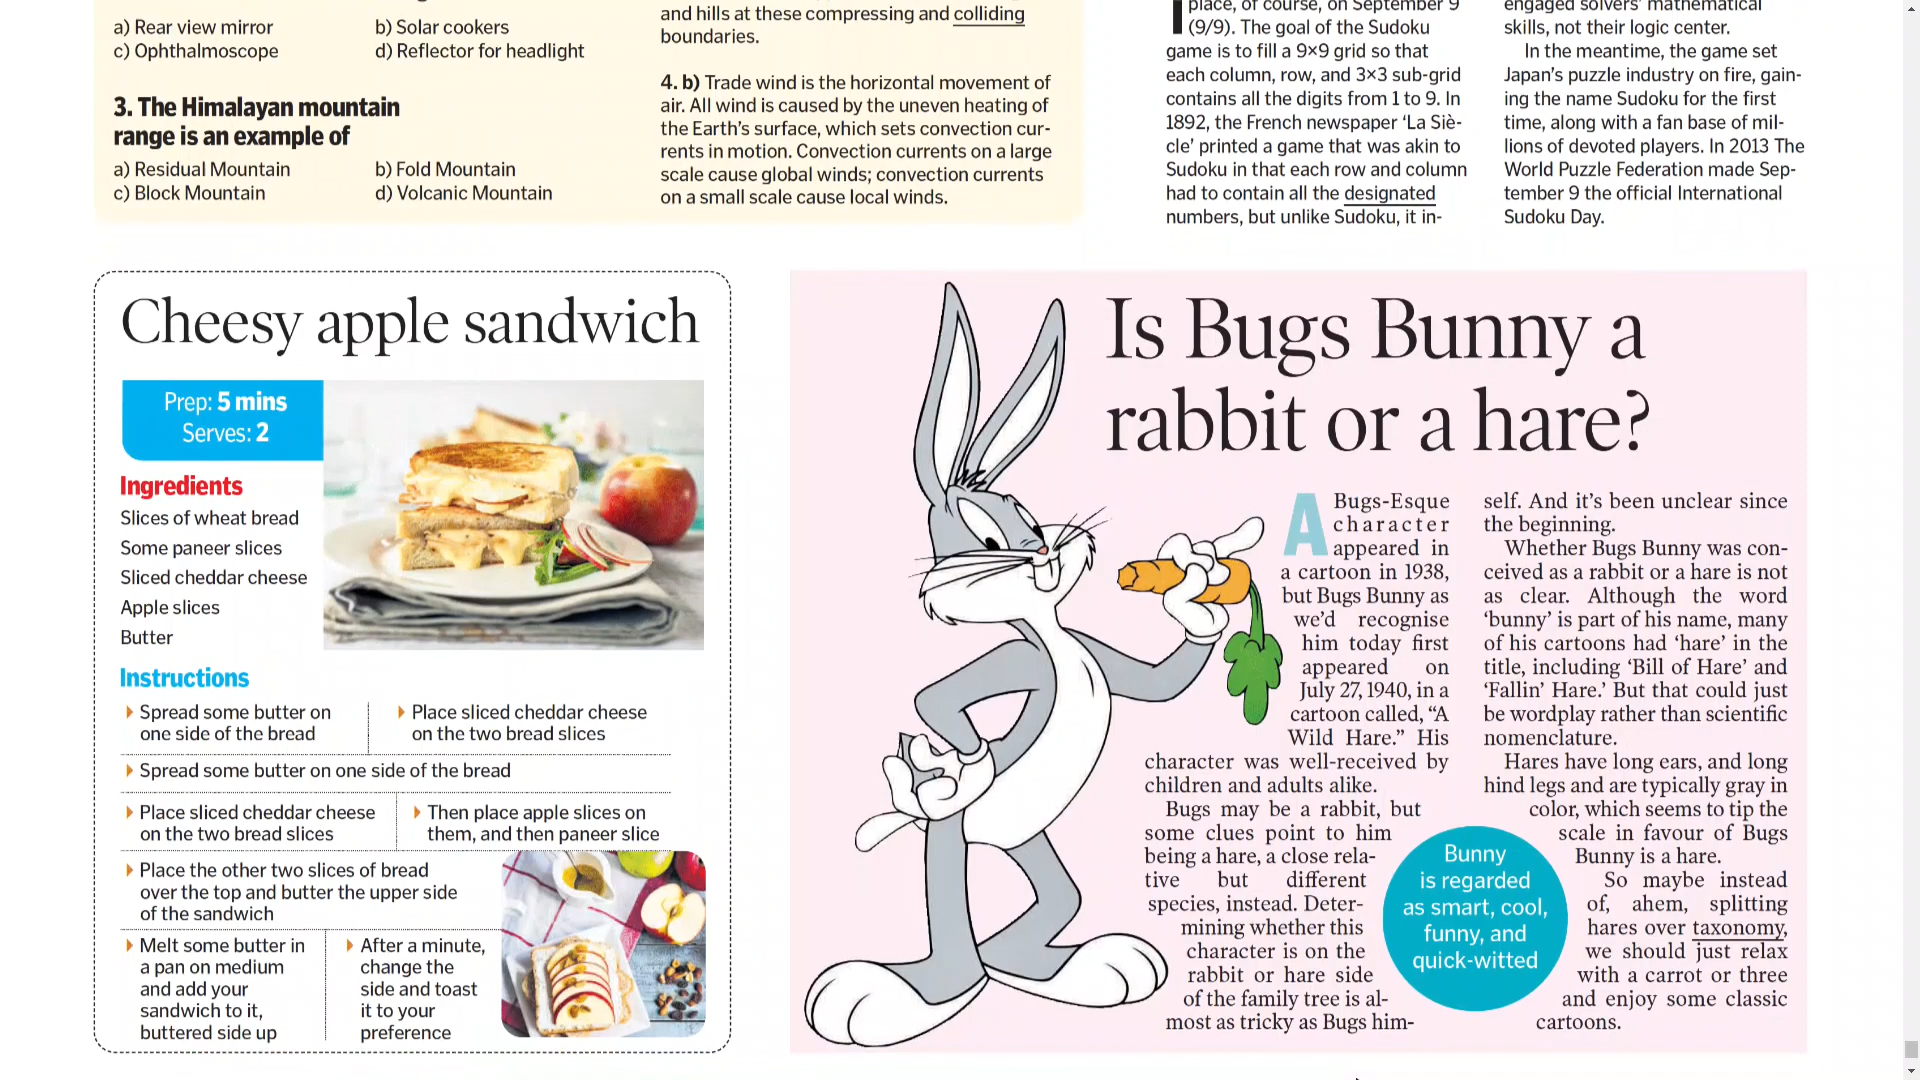 a) Rear view mirror
b) Solar cookers
c) Ophthalmoscope
d) Reflector for headlight
3. The Himalayan mountain
range is an example of
a) Residual Mountain
b) Fold Mountain
c) Block Mountain
d) Volcanic Mountain
and hills at these compressing and colliding
boundaries.
4. b) Trade wind is the horizontal movement of
air. All wind is caused by the uneven heating of
the Earth's surface, which sets convection cur-
rents in motion. Convection currents on a large
scale cause global winds; convection currents
on a small scale cause local winds.
place, of course, on September 9
(9/9). The goal of the Sudoku
game is to fill a 9×9 grid so that
each column, row, and 3×3 sub-grid
contains all the digits from 1 to 9. In
1892, the French newspaper 'La Siè-
cle' printed a game that was akin to
Sudoku in that each row and column
had to contain all the designated
numbers, but unlike Sudoku, it in-
engaged solvers' mathematical
skills, not their logic center.
In the meantime, the game set
Japan's puzzle industry on fire, gain-
ing the name Sudoku for the first
time, along with a fan base of mil-
lions of devoted players. In 2013 The
World Puzzle Federation made Sep-
tember 9 the official International
Sudoku Day.
Cheesy apple sandwich
Prep: 5 mins
Serves: 2
Ingredients
Slices of wheat bread
Some paneer slices
Sliced cheddar cheese
Apple slices
Butter
Instructions
Spread some butter on
one side of the bread
Place sliced cheddar cheese
on the two bread slices
Spread some butter on one side of the bread
Place sliced cheddar cheese
on the two bread slices
Then place apple slices on
them, and then paneer slice
Place the other two slices of bread
over the top and butter the upper side
of the sandwich
Melt some butter in
a pan on medium
and add your
sandwich to it,
buttered side up
After a minute,
change the
side and toast
it to your
preference
Is Bugs Bunny a
rabbit or a hare?
A Bugs-Esque
character
appeared in
a cartoon in 1938,
but Bugs Bunny as
we'd recognise
him today first
appeared on
July 27, 1940, in a
cartoon called, "A
Wild Hare." His
character was well-received by
children and adults alike.
Bugs may be a rabbit, but
some clues point to him
being a hare, a close rela-
tive but different
species, instead. Deter-
mining whether this
character is on the
rabbit or hare side
of the family tree is al-
most as tricky as Bugs him-
self. And it's been unclear since
the beginning.
Whether Bugs Bunny was con-
ceived as a rabbit or a hare is not
as clear. Although the word
'bunny' is part of his name, many
of his cartoons had 'hare' in the
title, including 'Bill of Hare' and
'Fallin' Hare.' But that could just
be wordplay rather than scientific
nomenclature.
Hares have long ears, and long
hind legs and are typically gray in
color, which seems to tip the
scale in favour of Bugs
Bunny is a hare.
So maybe instead
of, ahem, splitting
hares over taxonomy,
we should just relax
with a carrot or three
and enjoy some classic
cartoons.
Bunny
is regarded
as smart, cool,
funny, and
quick-witted